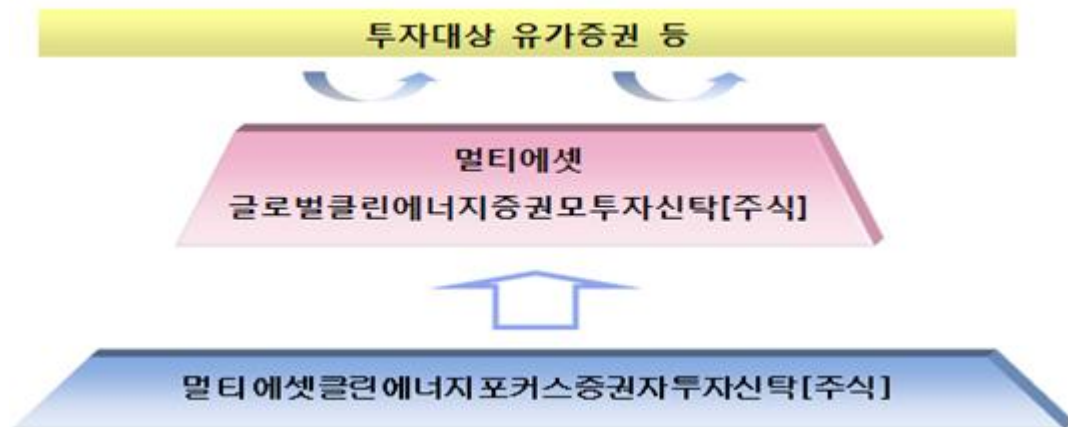 투자대상 유가증권 등
멀티에셋
글로벌클린에너지증권모투자신탁[주식]
멀티에셋클린에너지포커스증권자투자신탁[주식]